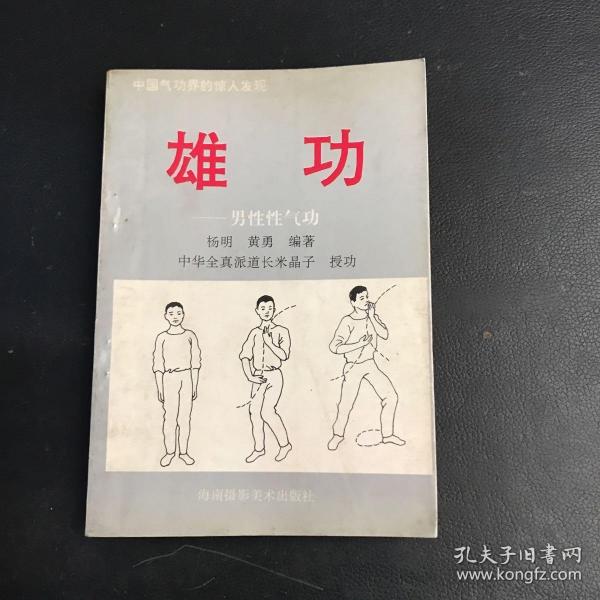 中国气功界的惊人发现
雄 功
——男性性气功
杨明 黄勇 编著
中华全真派道长米晶子 授功
海南摄影美术出版社
孔夫子旧书网
www.kongfz.com